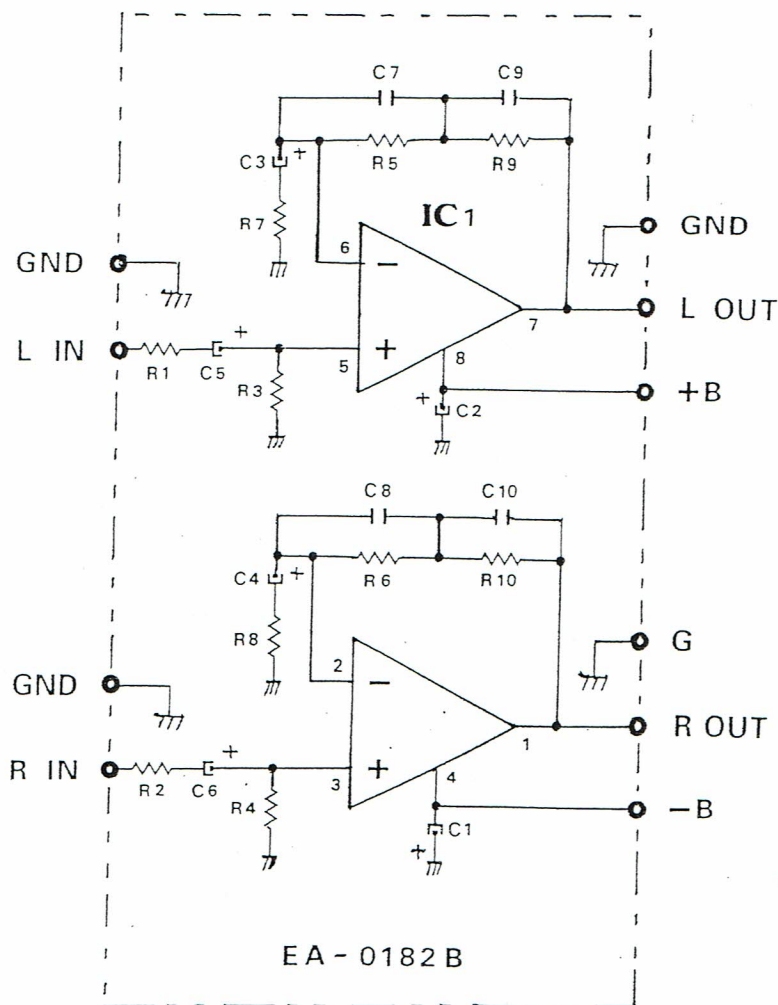 C7 C9
C3 + R5 R9
R7 IC1
GND
6 −
GND
L IN R1 C5 + R3
5 +
7
L OUT
8
+ C2
+B
C8 C10
C4 + R6 R10
R8
G
2 −
GND
R IN R2 C6 + R4
3 +
1
R OUT
4
C1
+
−B
EA-0182B